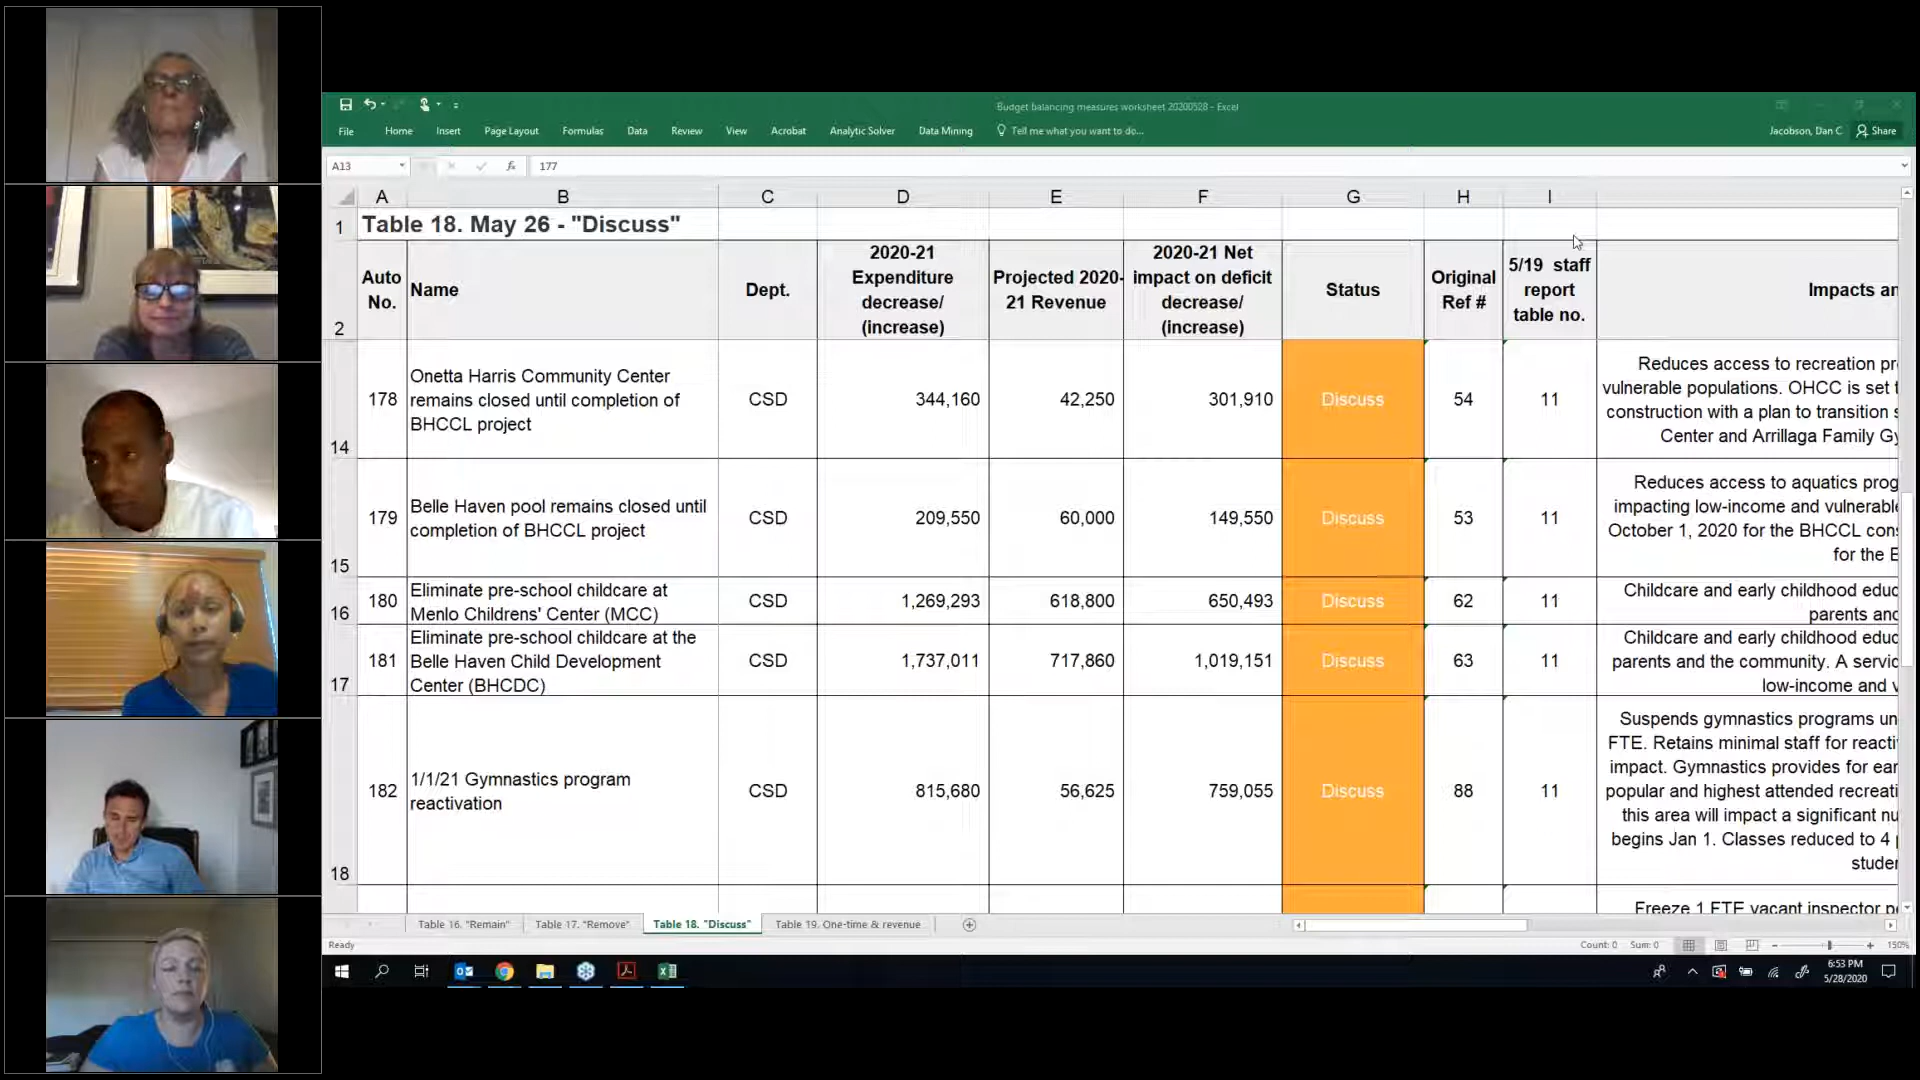 Budget balancing measures worksheet 20200528 - Excel
File Home Insert Page Layout Formulas Data Review View Acrobat Analytic Solver Data Mining Tell me what you want to do... Jacobson, Dan C Share
A13 fx 177
A B C D E F G H I
1 Table 18. May 26 - "Discuss"
2020-21 2020-21 Net
5/19 staff
Auto Expenditure Projected 2020- impact on deficit Original report
No. Name Dept. decrease/ 21 Revenue decrease/ Status Ref # table no. Impacts an
2 (increase) (increase)
Onetta Harris Community Center Reduces access to recreation pr
178 remains closed until completion of CSD 344,160 42,250 301,910 Discuss 54 11 vulnerable populations. OHCC is set t
BHCCL project construction with a plan to transition s
14 Center and Arrillaga Family Gy
Reduces access to aquatics prog
179 Belle Haven pool remains closed until CSD 209,550 60,000 149,550 Discuss 53 11 impacting low-income and vulnerable
completion of BHCCL project October 1, 2020 for the BHCCL cons
15 for the E
Eliminate pre-school childcare at Childcare and early childhood educ
16 180 Menlo Childrens' Center (MCC) CSD 1,269,293 618,800 650,493 Discuss 62 11 parents and
Eliminate pre-school childcare at the Childcare and early childhood educ
181 Belle Haven Child Development CSD 1,737,011 717,860 1,019,151 Discuss 63 11 parents and the community. A servic
17 Center (BHCDC) low-income and v
Suspends gymnastics programs un
FTE. Retains minimal staff for reacti
1/1/21 Gymnastics program impact. Gymnastics provides for ear
182 reactivation CSD 815,680 56,625 759,055 Discuss 88 11 popular and highest attended recreati
this area will impact a significant nu
begins Jan 1. Classes reduced to 4 p
18 studen
Freeze 1 FTE vacant inspector po
Table 16. "Remain" Table 17. "Remove" Table 18. "Discuss" Table 19. One-time & revenue
Ready Count: 0 Sum: 0 150%
6:53 PM
5/28/2020